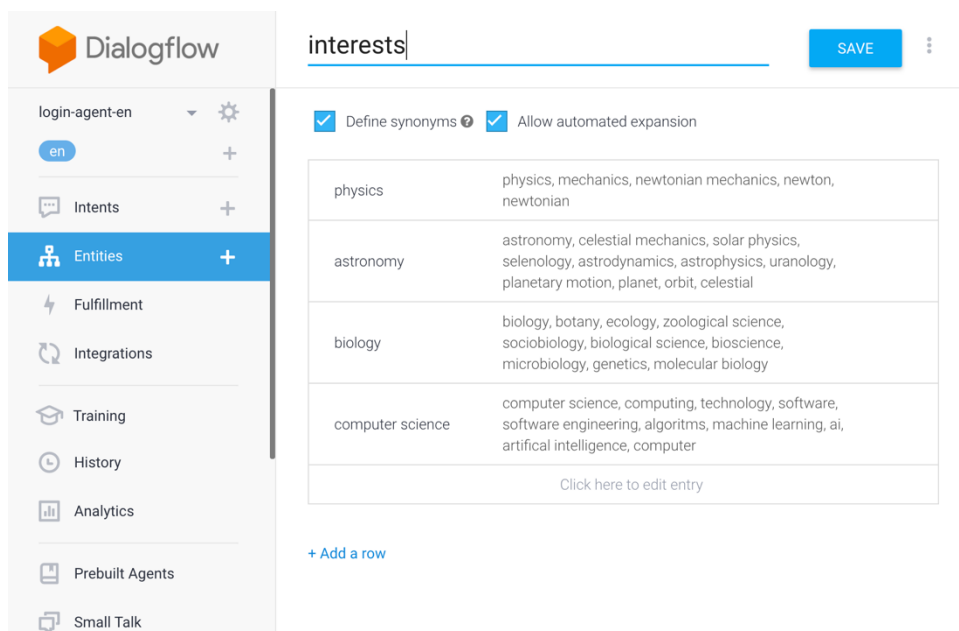 Dialogflow
interests
SAVE
login-agent-en
en
Intents
Entities
Fulfillment
Integrations
Training
History
Analytics
Prebuilt Agents
Small Talk
Define synonyms
Allow automated expansion
physics
physics, mechanics, newtonian mechanics, newton,
newtonian
astronomy
astronomy, celestial mechanics, solar physics,
selenology, astrodynamics, astrophysics, uranology,
planetary motion, planet, orbit, celestial
biology
biology, botany, ecology, zoological science,
sociobiology, biological science, bioscience,
microbiology, genetics, molecular biology
computer science
computer science, computing, technology, software,
software engineering, algoritms, machine learning, ai,
artifical intelligence, computer
Click here to edit entry
+ Add a row